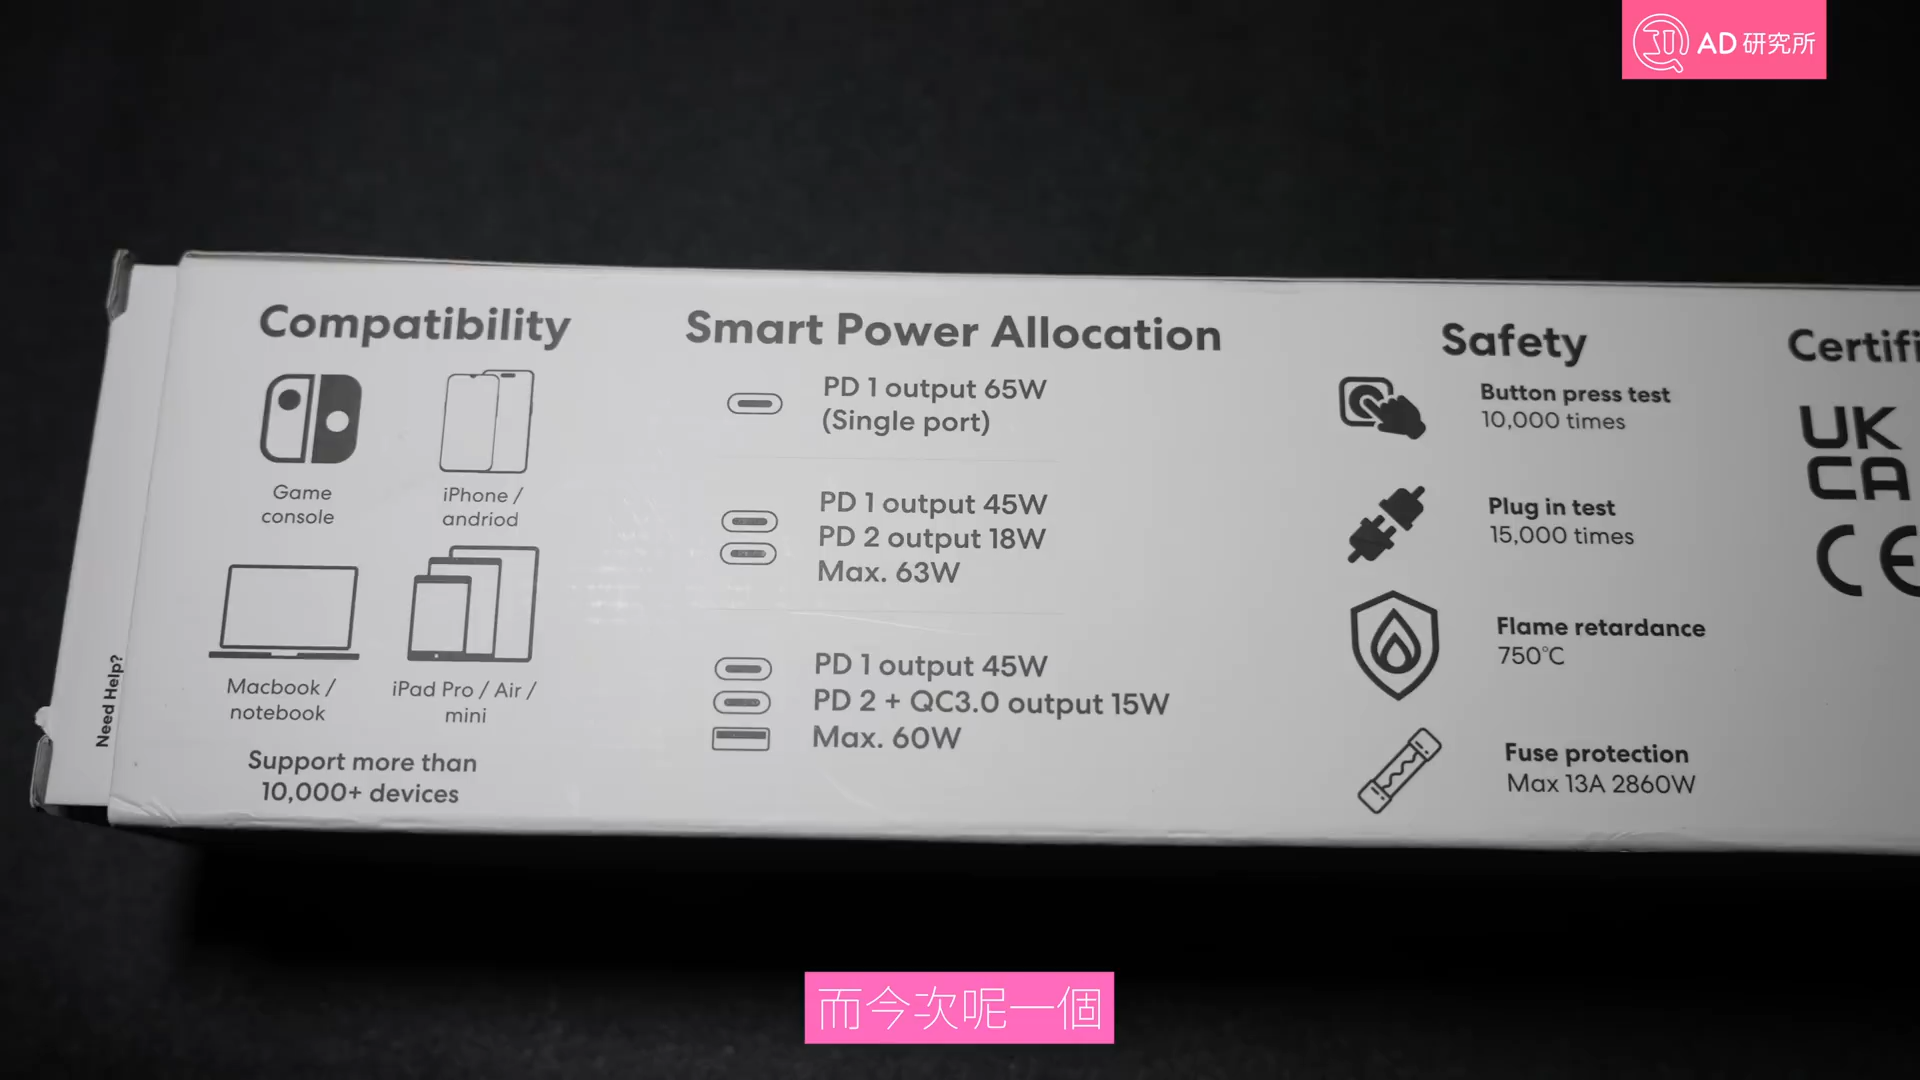 AD 研究所
Compatibility
Game
console
iPhone /
andriod
Macbook /
notebook
iPad Pro / Air /
mini
Support more than
10,000+ devices
Need Help?
Smart Power Allocation
PD 1 output 65W
(Single port)
PD 1 output 45W
PD 2 output 18W
Max. 63W
PD 1 output 45W
PD 2 + QC3.0 output 15W
Max. 60W
Safety
Button press test
10,000 times
Plug in test
15,000 times
Flame retardance
750℃
Fuse protection
Max 13A 2860W
Certifi
UK
CA
CE
而今次呢一個